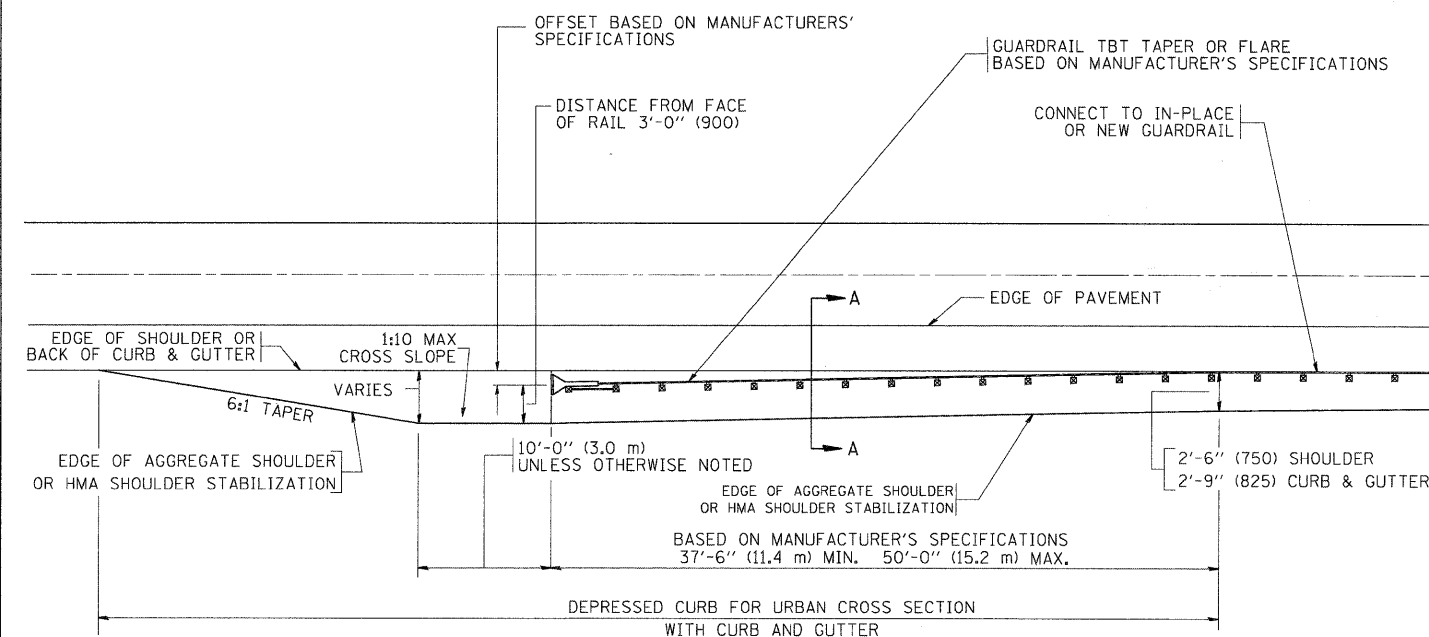 OFFSET BASED ON MANUFACTURERS'
SPECIFICATIONS
GUARDRAIL TBT TAPER OR FLARE
BASED ON MANUFACTURER'S SPECIFICATIONS
DISTANCE FROM FACE
OF RAIL 3'-0" (900)
CONNECT TO IN-PLACE
OR NEW GUARDRAIL
A
EDGE OF PAVEMENT
EDGE OF SHOULDER OR
BACK OF CURB & GUTTER
1:10 MAX
CROSS SLOPE
VARIES
6:1 TAPER
EDGE OF AGGREGATE SHOULDER
OR HMA SHOULDER STABILIZATION
10'-0" (3.0 m)
UNLESS OTHERWISE NOTED
A
2'-6" (750) SHOULDER
2'-9" (825) CURB & GUTTER
EDGE OF AGGREGATE SHOULDER
OR HMA SHOULDER STABILIZATION
BASED ON MANUFACTURER'S SPECIFICATIONS
37'-6" (11.4 m) MIN. 50'-0" (15.2 m) MAX.
DEPRESSED CURB FOR URBAN CROSS SECTION
WITH CURB AND GUTTER